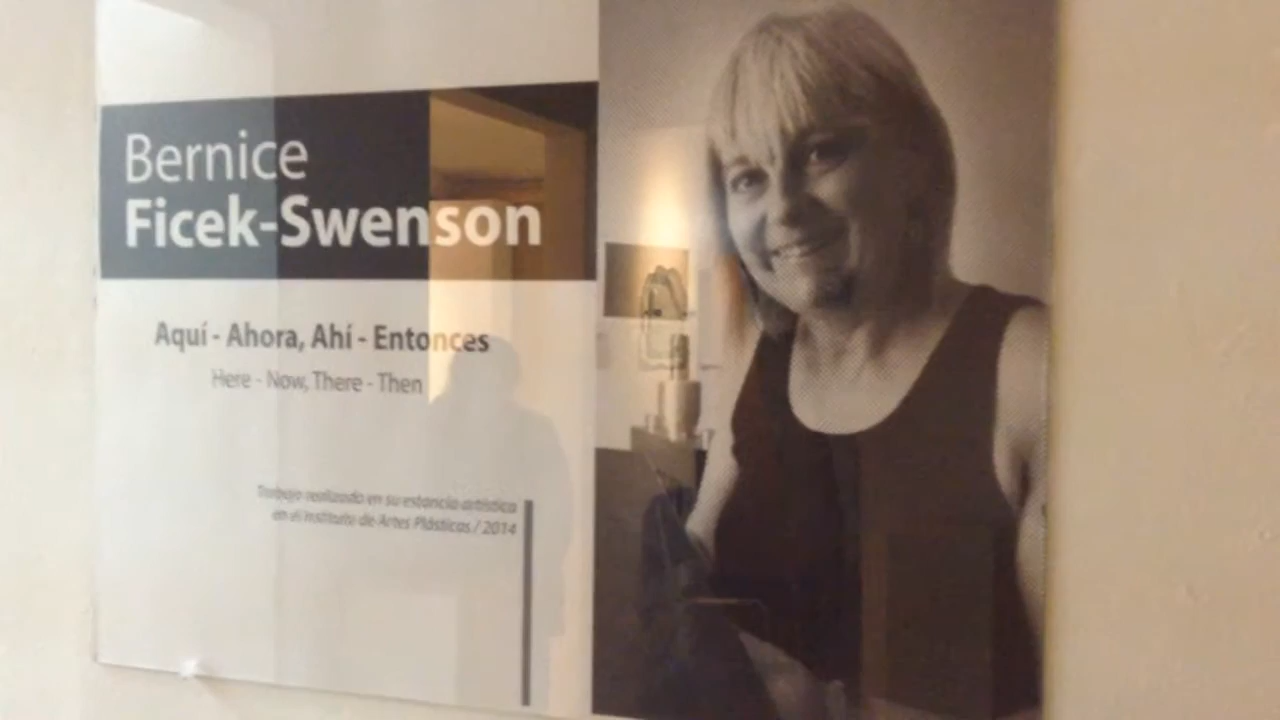 Bernice
Ficek-Swenson
Aquí - Ahora, Ahí - Entonces
Here - Now, There - Then
Trabajo realizado en su estancia artística
en el Instituto de Artes Plásticas / 2014